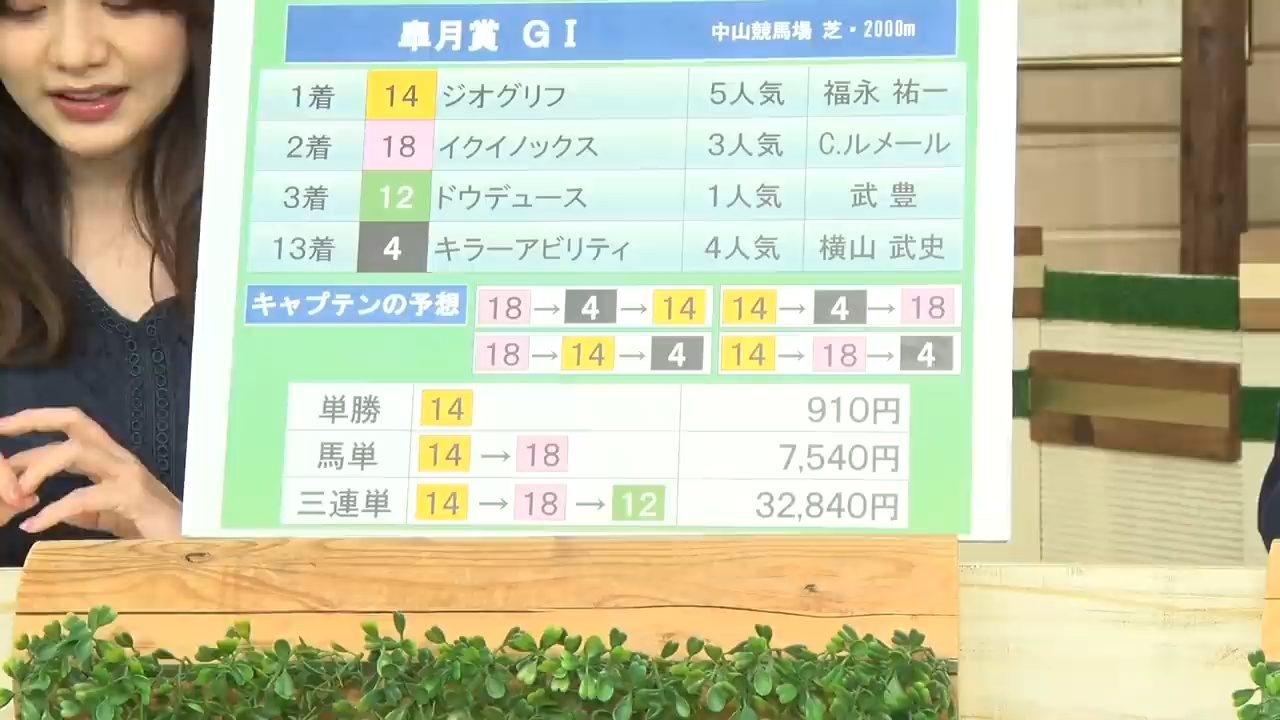 皐月賞 GⅠ 中山競馬場 芝・2000m
1着 14 ジオグリフ 5人気 福永 祐一
2着 18 イクイノックス 3人気 C.ルメール
3着 12 ドウデュース 1人気 武 豊
13着 4 キラーアビリティ 4人気 横山 武史
キャプテンの予想 18→4→14 14→4→18
18→14→4 14→18→4
単勝 14 910円
馬単 14→18 7,540円
三連単 14→18→12 32,840円